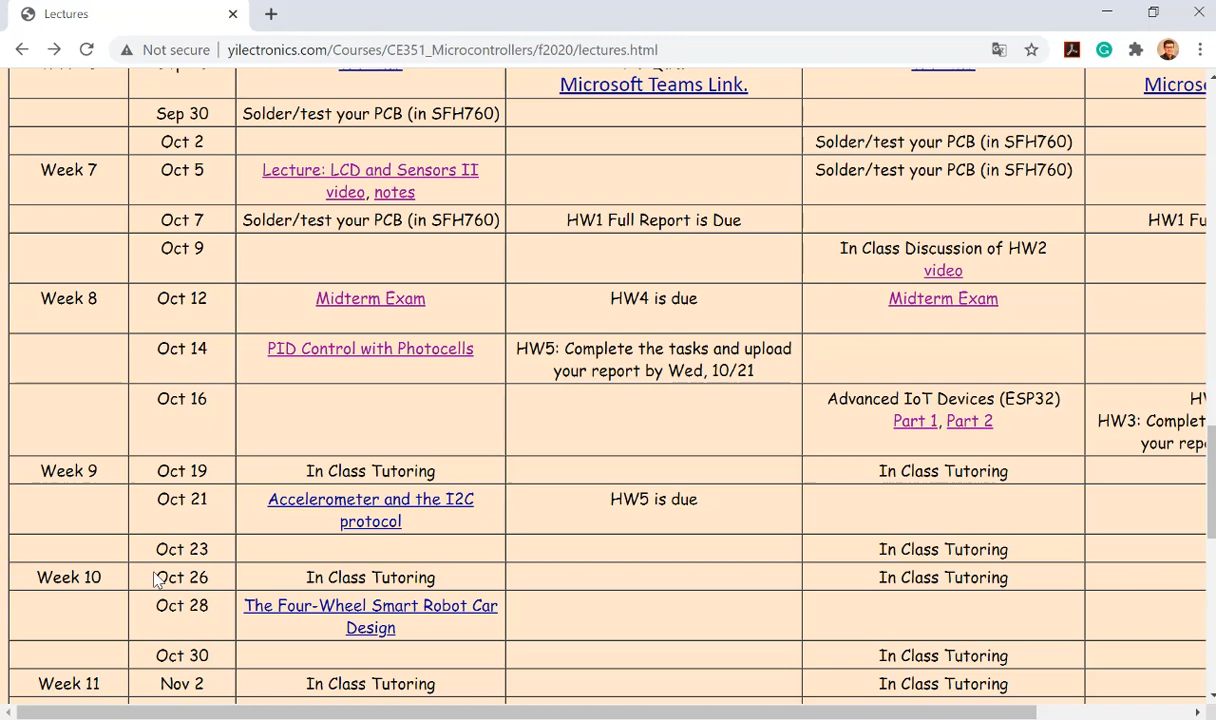 Lectures
Not secure yilectronics.com/Courses/CE351_Microcontrollers/f2020/lectures.html
Microsoft Teams Link. Micros
Sep 30 Solder/test your PCB (in SFH760)
Oct 2 Solder/test your PCB (in SFH760)
Week 7 Oct 5 Lecture: LCD and Sensors II Solder/test your PCB (in SFH760)
video, notes
Oct 7 Solder/test your PCB (in SFH760) HW1 Full Report is Due HW1 Fu
Oct 9 In Class Discussion of HW2
video
Week 8 Oct 12 Midterm Exam HW4 is due Midterm Exam
Oct 14 PID Control with Photocells HW5: Complete the tasks and upload
your report by Wed, 10/21
Oct 16 Advanced IoT Devices (ESP32)
Part 1, Part 2 HW3: Complet
your rep
Week 9 Oct 19 In Class Tutoring In Class Tutoring
Oct 21 Accelerometer and the I2C HW5 is due
protocol
Oct 23 In Class Tutoring
Week 10 Oct 26 In Class Tutoring In Class Tutoring
Oct 28 The Four-Wheel Smart Robot Car
Design
Oct 30 In Class Tutoring
Week 11 Nov 2 In Class Tutoring In Class Tutoring